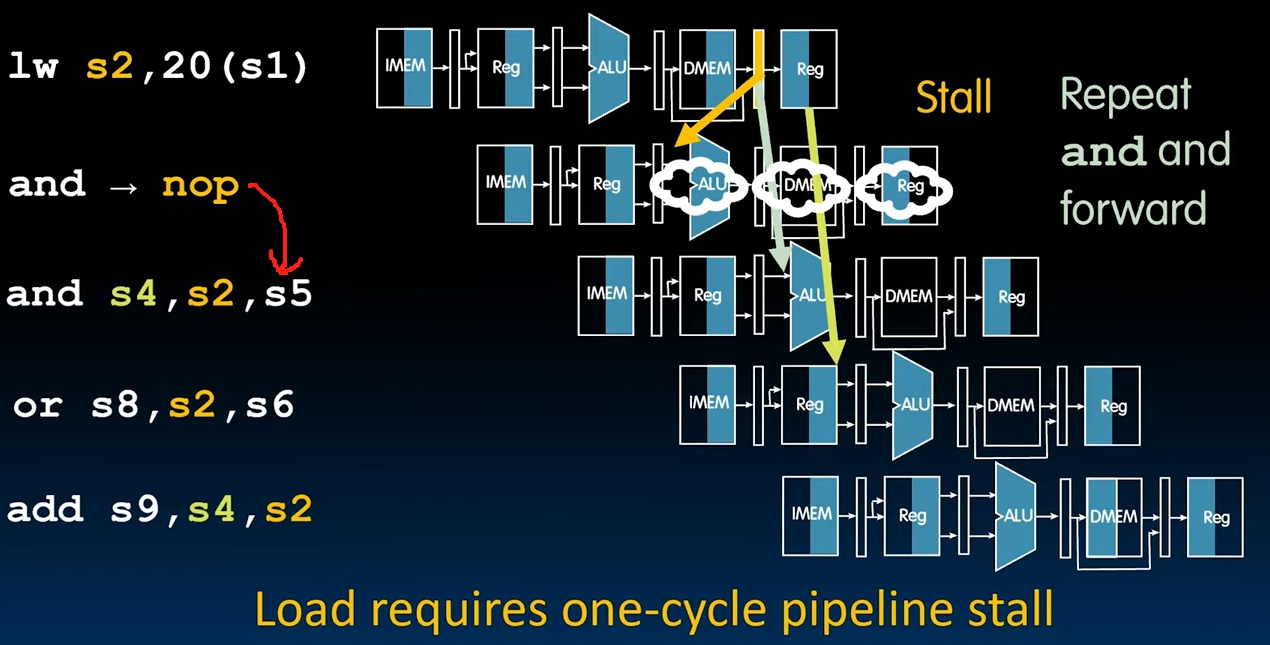 lw s2,20(s1)
IMEM Reg ALU DMEM Reg
Stall
Repeat
and and
forward
and → nop
IMEM Reg ALU DMEM Reg
and s4,s2,s5
IMEM Reg ALU DMEM Reg
or s8,s2,s6
IMEM Reg ALU DMEM Reg
add s9,s4,s2
IMEM Reg ALU DMEM Reg
Load requires one-cycle pipeline stall